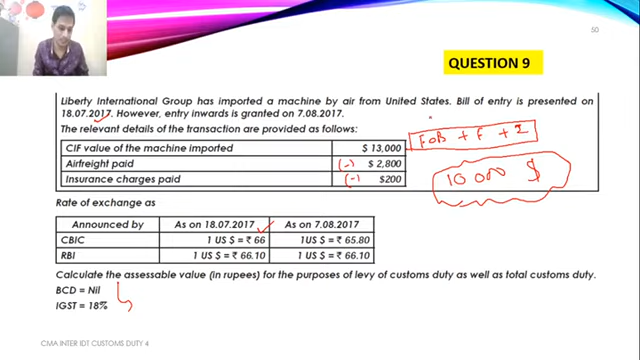 50
QUESTION 9
Liberty International Group has imported a machine by air from United States. Bill of entry is presented on
18.07.2017. However, entry inwards is granted on 7.08.2017.
The relevant details of the transaction are provided as follows:
CIF value of the machine imported $ 13,000
Airfreight paid (-) $ 2,800
Insurance charges paid (-) $200
FOB + F + I
10 000 $
Rate of exchange as
Announced by As on 18.07.2017 As on 7.08.2017
CBIC 1 US $ = ₹ 66 1US $= ₹ 65.80
RBI 1 US $ = ₹ 66.10 1 US $ = ₹ 66.10
Calculate the assessable value (in rupees) for the purposes of levy of customs duty as well as total customs duty.
BCD = Nil
IGST = 18%
CMA INTER IDT CUSTOMS DUTY 4